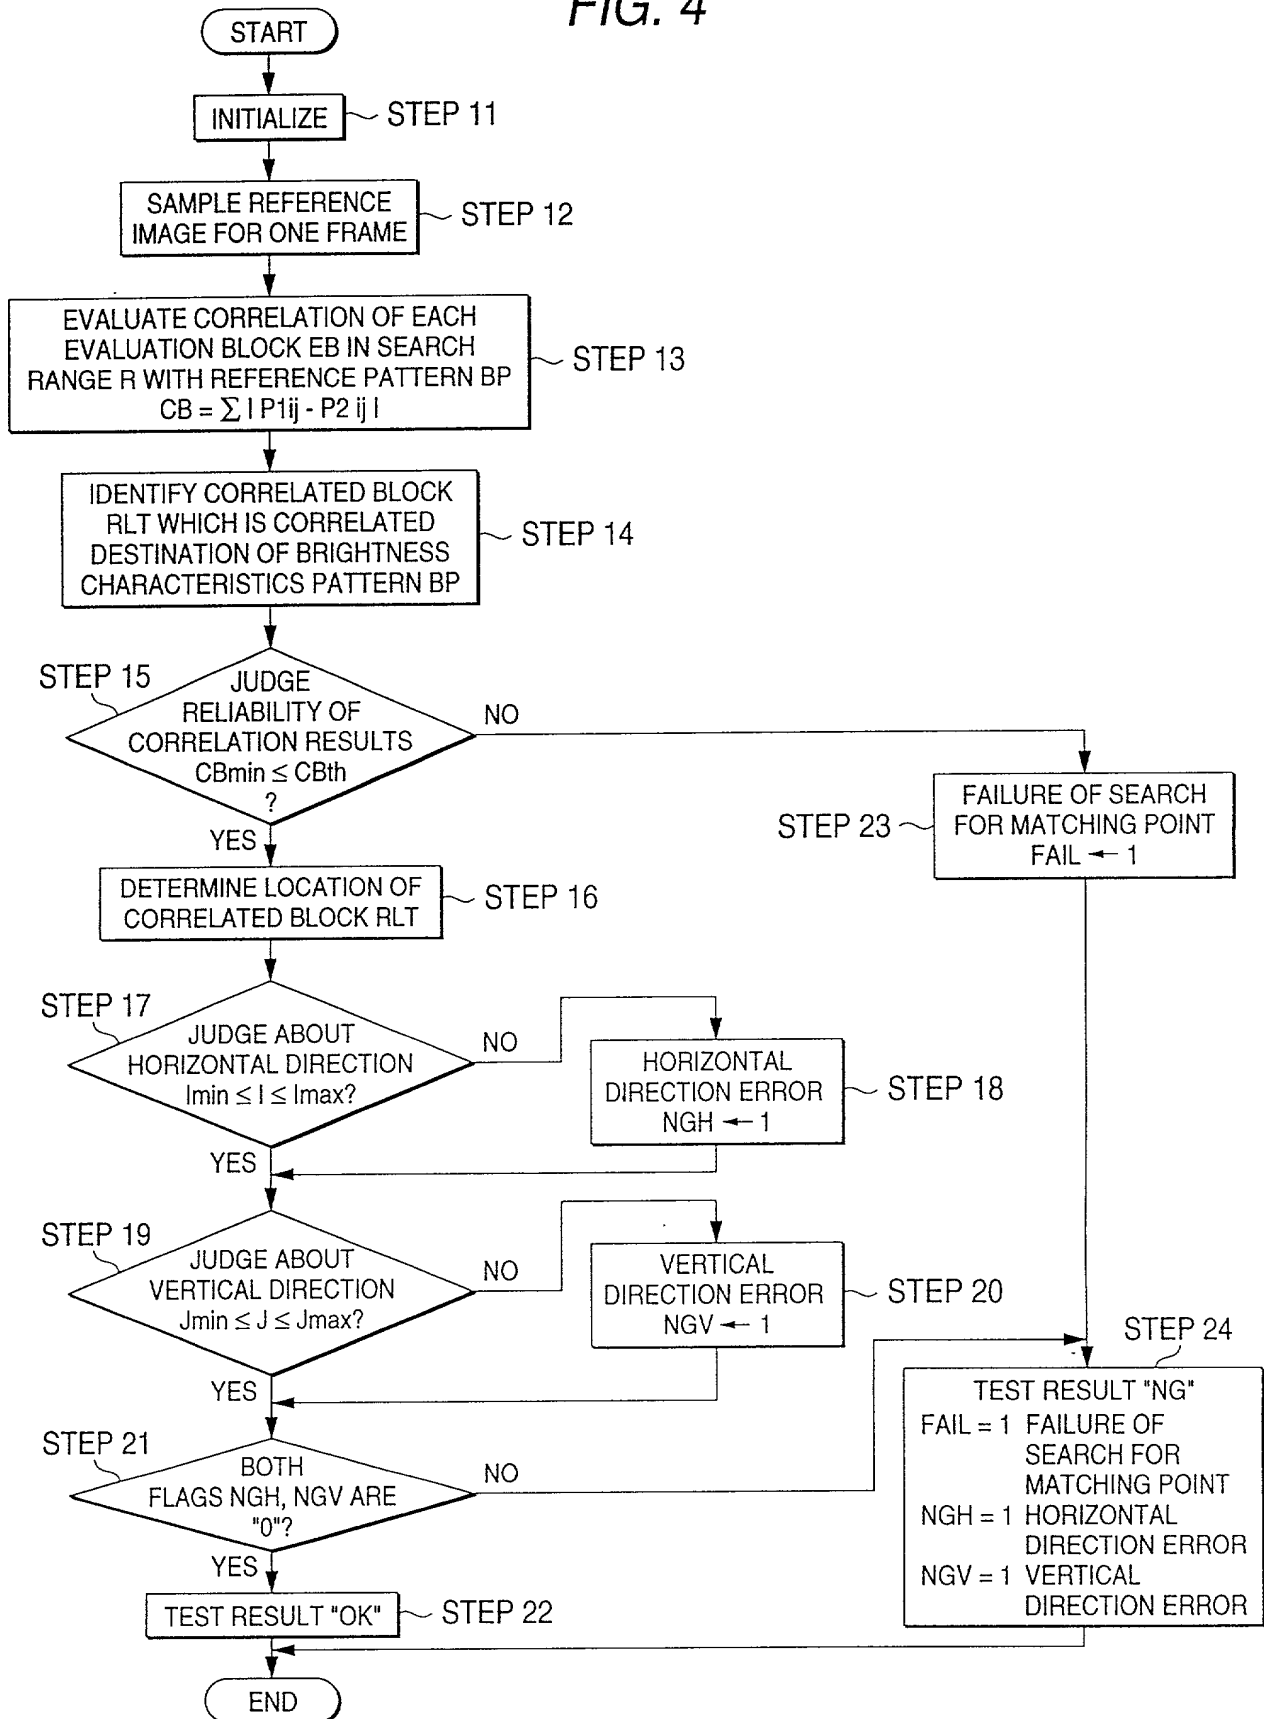 FIG. 4
START
INITIALIZE
STEP 11
SAMPLE REFERENCE
IMAGE FOR ONE FRAME
STEP 12
EVALUATE CORRELATION OF EACH
EVALUATION BLOCK EB IN SEARCH
RANGE R WITH REFERENCE PATTERN BP
CB = ∑ I P1ij - P2 ij I
STEP 13
IDENTIFY CORRELATED BLOCK
RLT WHICH IS CORRELATED
DESTINATION OF BRIGHTNESS
CHARACTERISTICS PATTERN BP
STEP 14
STEP 15
JUDGE
RELIABILITY OF
CORRELATION RESULTS
CBmin ≤ CBth
?
NO
YES
FAILURE OF SEARCH
FOR MATCHING POINT
FAIL ← 1
STEP 23
DETERMINE LOCATION OF
CORRELATED BLOCK RLT
STEP 16
STEP 17
JUDGE ABOUT
HORIZONTAL DIRECTION
Imin ≤ I ≤ Imax?
NO
YES
HORIZONTAL
DIRECTION ERROR
NGH ← 1
STEP 18
STEP 19
JUDGE ABOUT
VERTICAL DIRECTION
Jmin ≤ J ≤ Jmax?
NO
YES
VERTICAL
DIRECTION ERROR
NGV ← 1
STEP 20
STEP 21
BOTH
FLAGS NGH, NGV ARE
"0"?
NO
YES
STEP 24
TEST RESULT "NG"
FAIL = 1 FAILURE OF
SEARCH FOR
MATCHING POINT
NGH = 1 HORIZONTAL
DIRECTION ERROR
NGV = 1 VERTICAL
DIRECTION ERROR
TEST RESULT "OK"
STEP 22
END